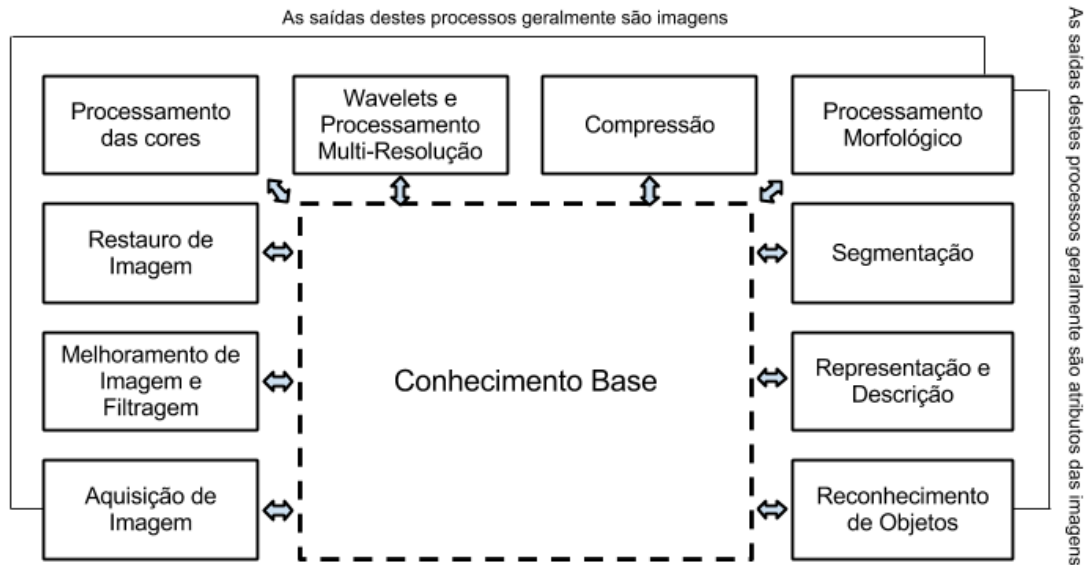 As saídas destes processos geralmente são imagens
As saídas destes processos geralmente são atributos das imagens
Processamento
das cores
Wavelets e
Processamento
Multi-Resolução
Compressão
Processamento
Morfológico
Restauro de
Imagem
Segmentação
Melhoramento de
Imagem e
Filtragem
Conhecimento Base
Representação e
Descrição
Aquisição de
Imagem
Reconhecimento
de Objetos